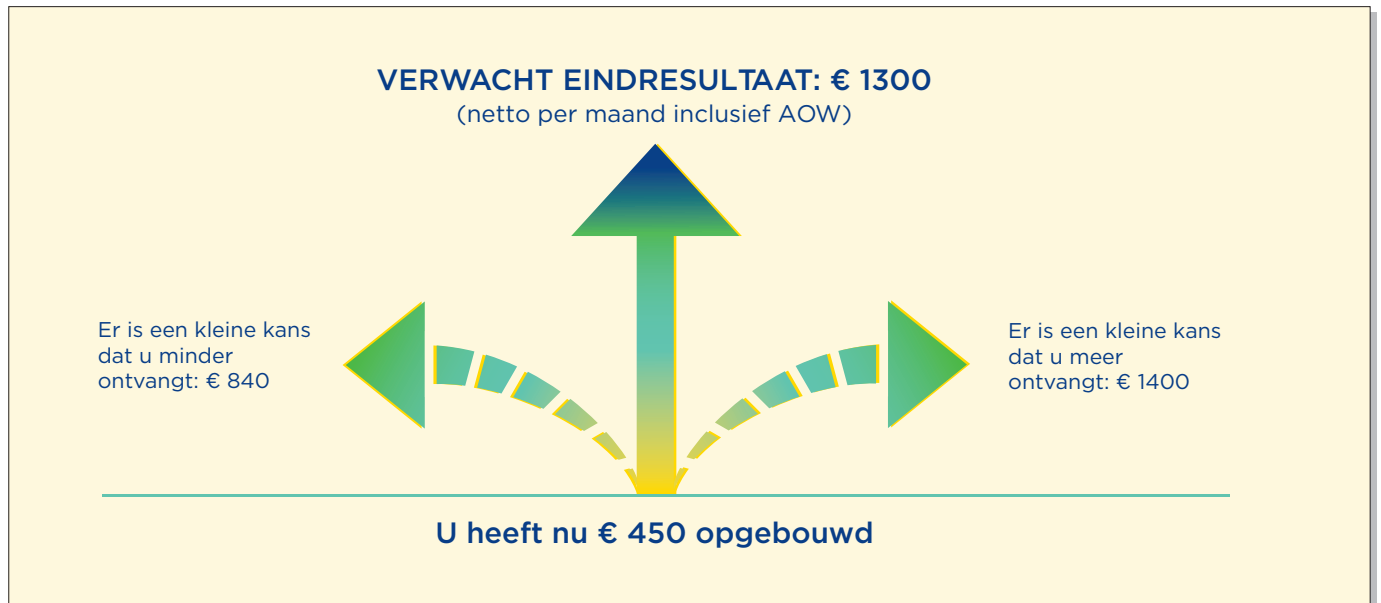 VERWACHT EINDRESULTAAT: € 1300
(netto per maand inclusief AOW)
Er is een kleine kans
dat u minder
ontvangt: € 840
Er is een kleine kans
dat u meer
ontvangt: € 1400
U heeft nu € 450 opgebouwd